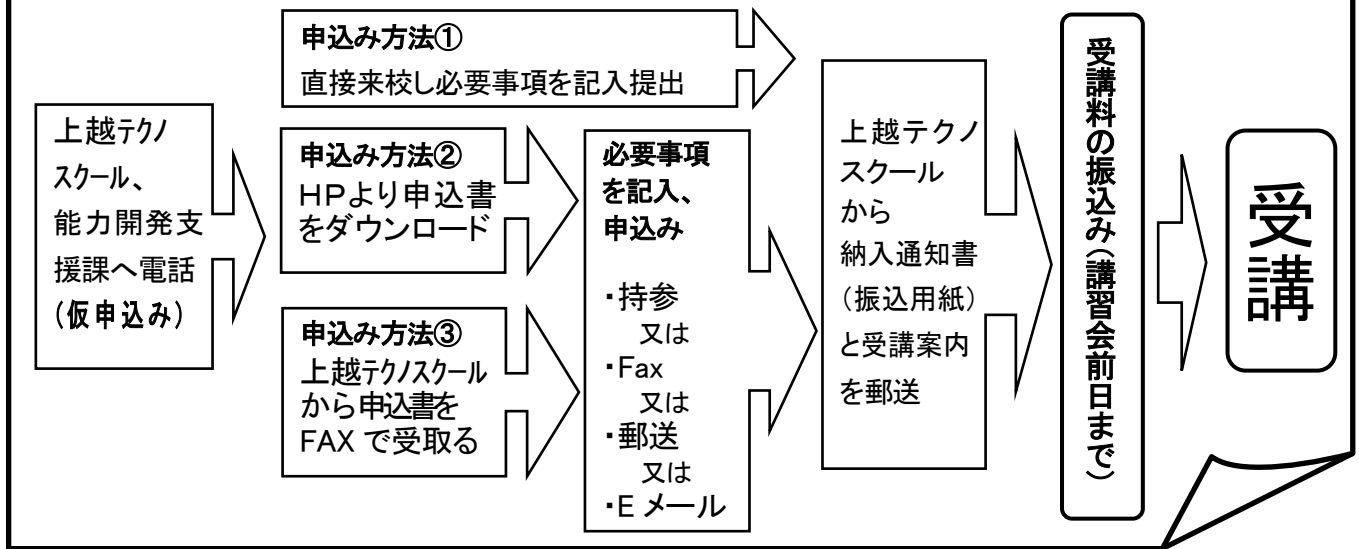 上越テクノ
スクール、
能力開発支
援課へ電話
(仮申込み)
申込み方法①
直接来校し必要事項を記入提出
申込み方法②
HPより申込書
をダウンロード
申込み方法③
上越テクノスクール
から申込書を
FAX で受取る
必要事項
を記入、
申込み
・持参
又は
・Fax
又は
・郵送
又は
・E メール
上越テクノ
スクール
から
納入通知書
(振込用紙)
と受講案内
を郵送
受講料の振込み(講習会前日まで)
受講